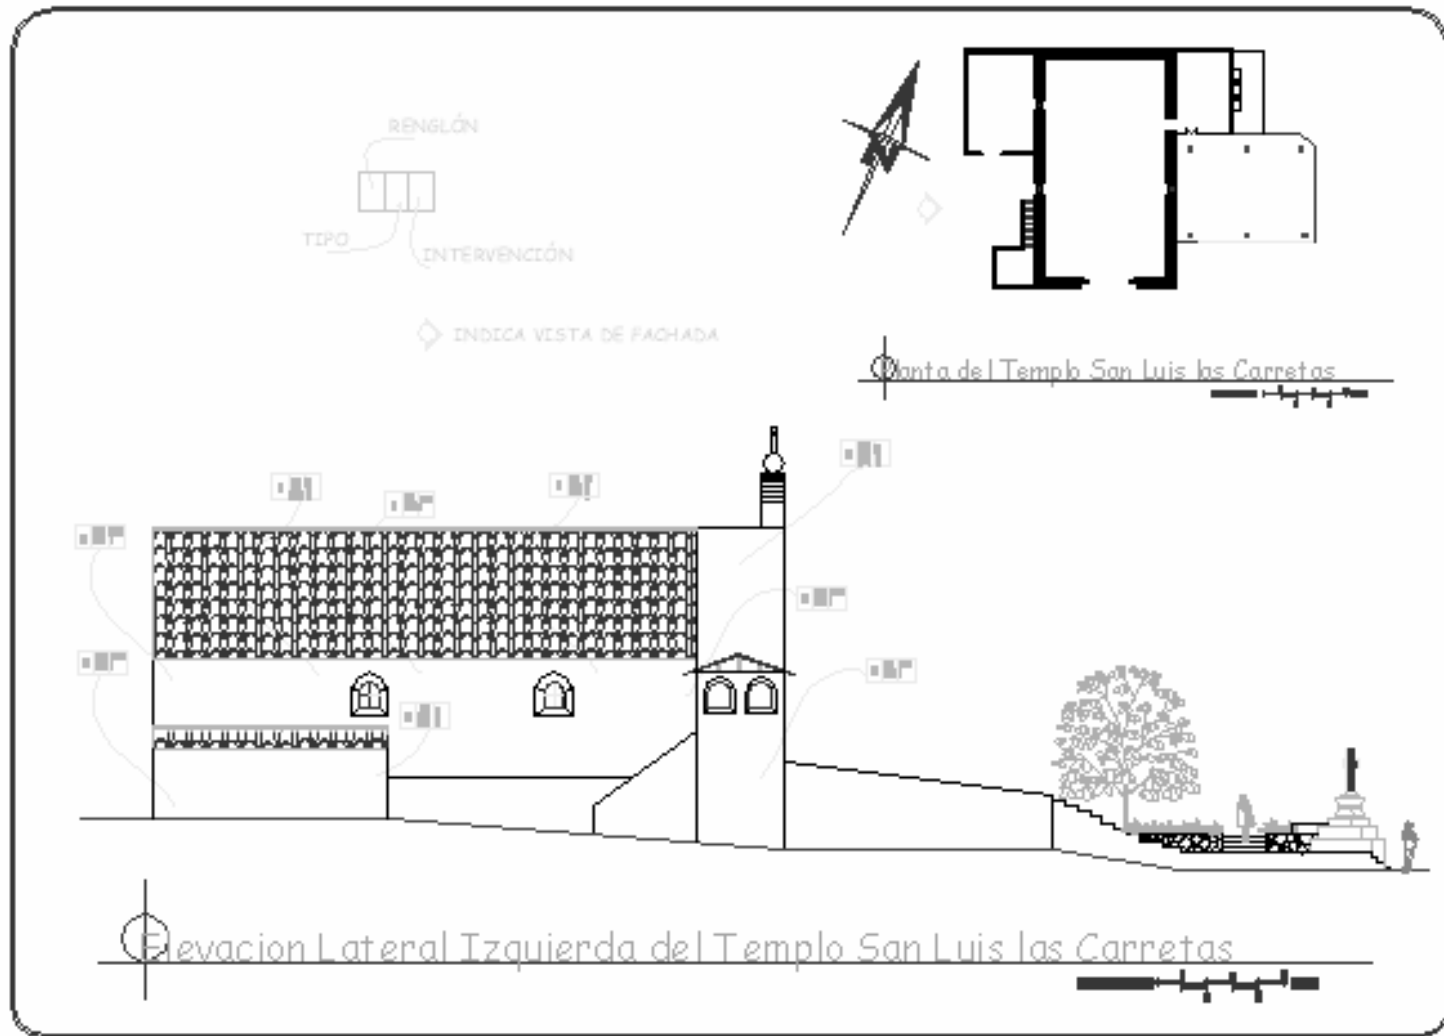 RENGLÓN
TIPO
INTERVENCIÓN
INDICA VISTA DE FACHADA
Planta del Templo San Luis las Carretas
Elevacion Lateral Izquierda del Templo San Luis las Carretas